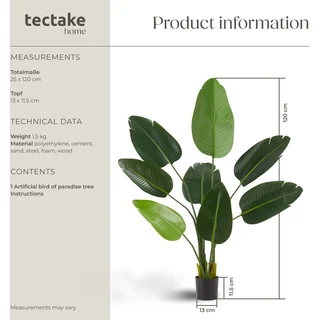 tectake
home
Product information
MEASUREMENTS
Totalmaße
25 x 120 cm
Topf
13 x 11.5 cm
TECHNICAL DATA
Weight 1.5 kg
Material polyethylene, cement,
sand, steel, foam, wood
CONTENTS
1 Artificial bird of paradise tree
Instructions
Measurements may vary
120 cm
11.5 cm
13 cm